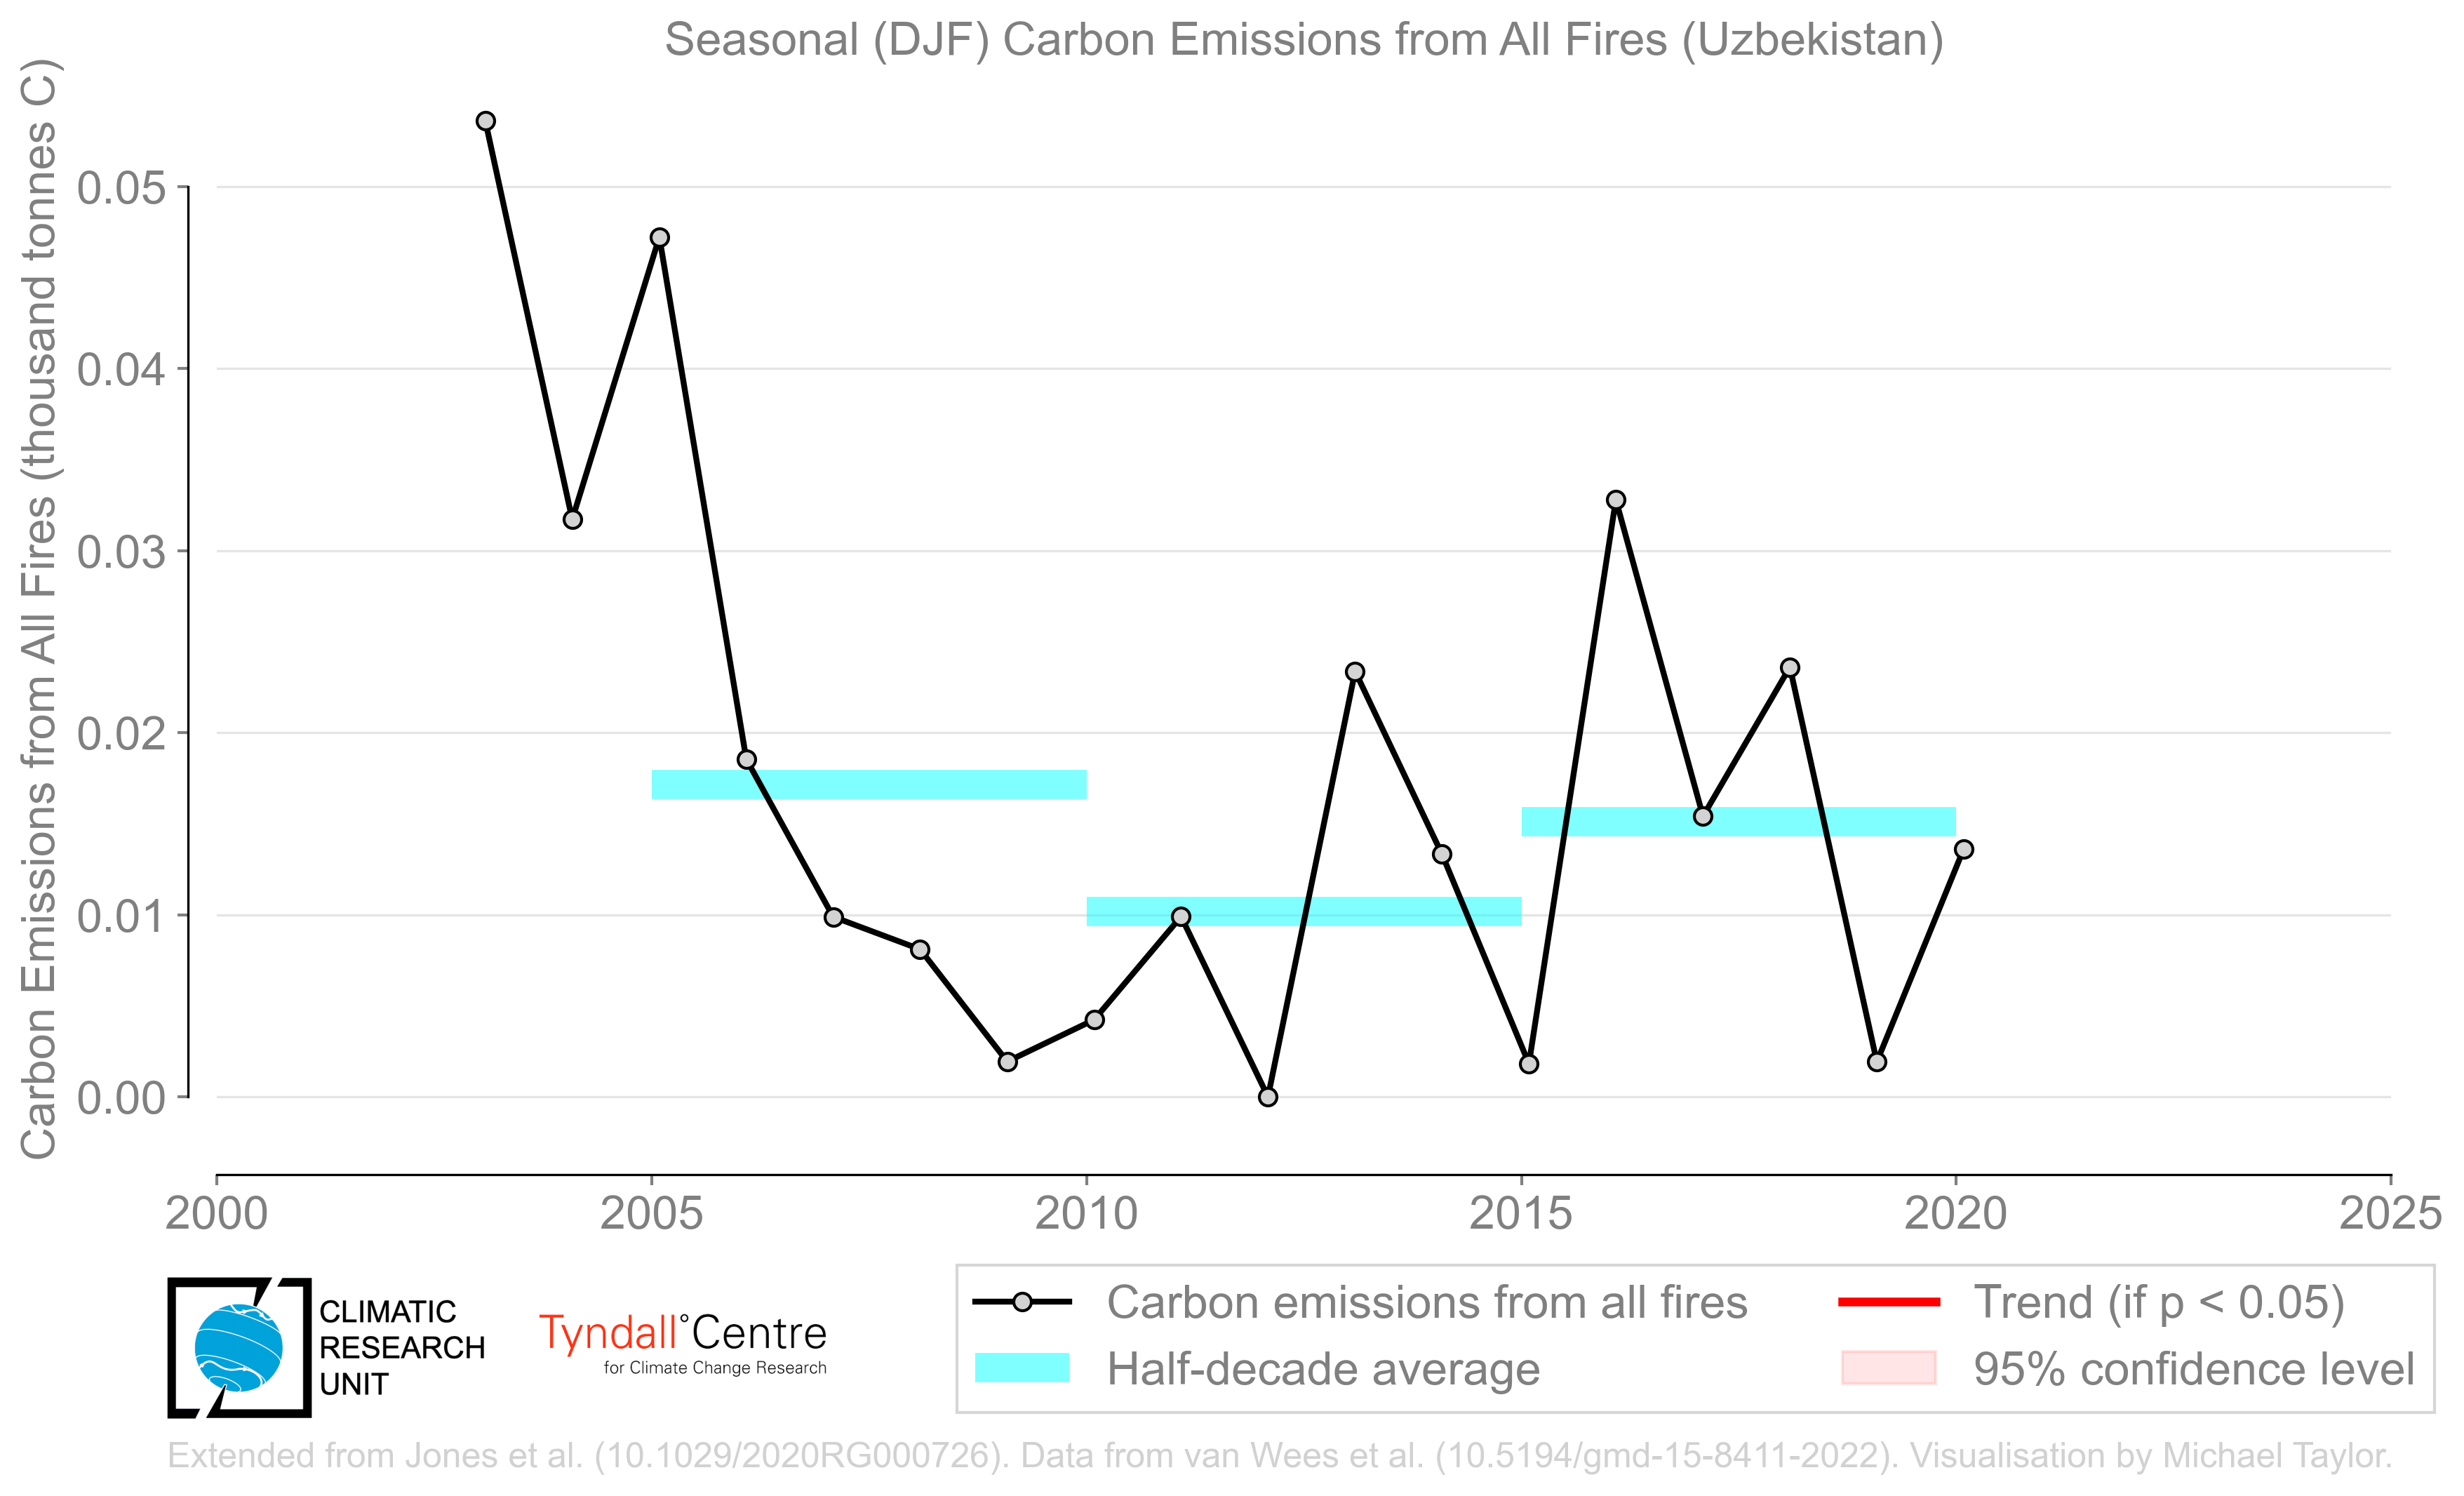 Seasonal (DJF) Carbon Emissions from All Fires (Uzbekistan)
Carbon Emissions from All Fires (thousand tonnes C)
0.05
0.04
0.03
0.02
0.01
0.00
2000
2005
2010
2015
2020
2025
CLIMATIC
RESEARCH
UNIT
Tyndall°Centre
for Climate Change Research
Carbon emissions from all fires
Half-decade average
Trend (if p < 0.05)
95% confidence level
Extended from Jones et al. (10.1029/2020RG000726). Data from van Wees et al. (10.5194/gmd-15-8411-2022). Visualisation by Michael Taylor.